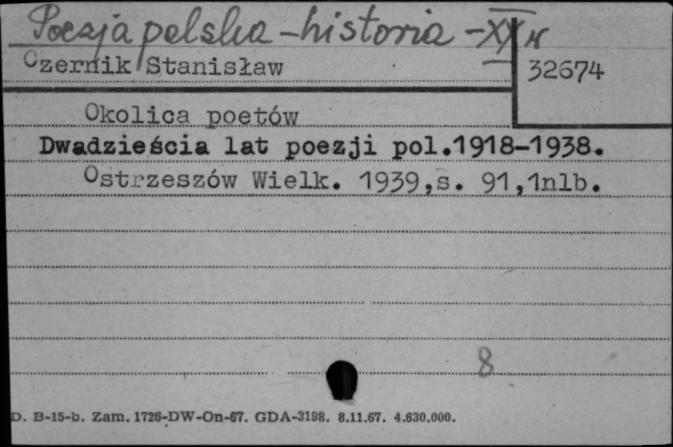 Poezja polska - historia - XX w
Czernik Stanisław
32674
Okolica poetów
Dwadzieścia lat poezji pol.1918-1938.
Ostrzeszów Wielk. 1939,s. 91,1nlb.
8
D. B-15-b. Zam. 1726-DW-On-67. GDA-3198. 8.11.67. 4.630.000.